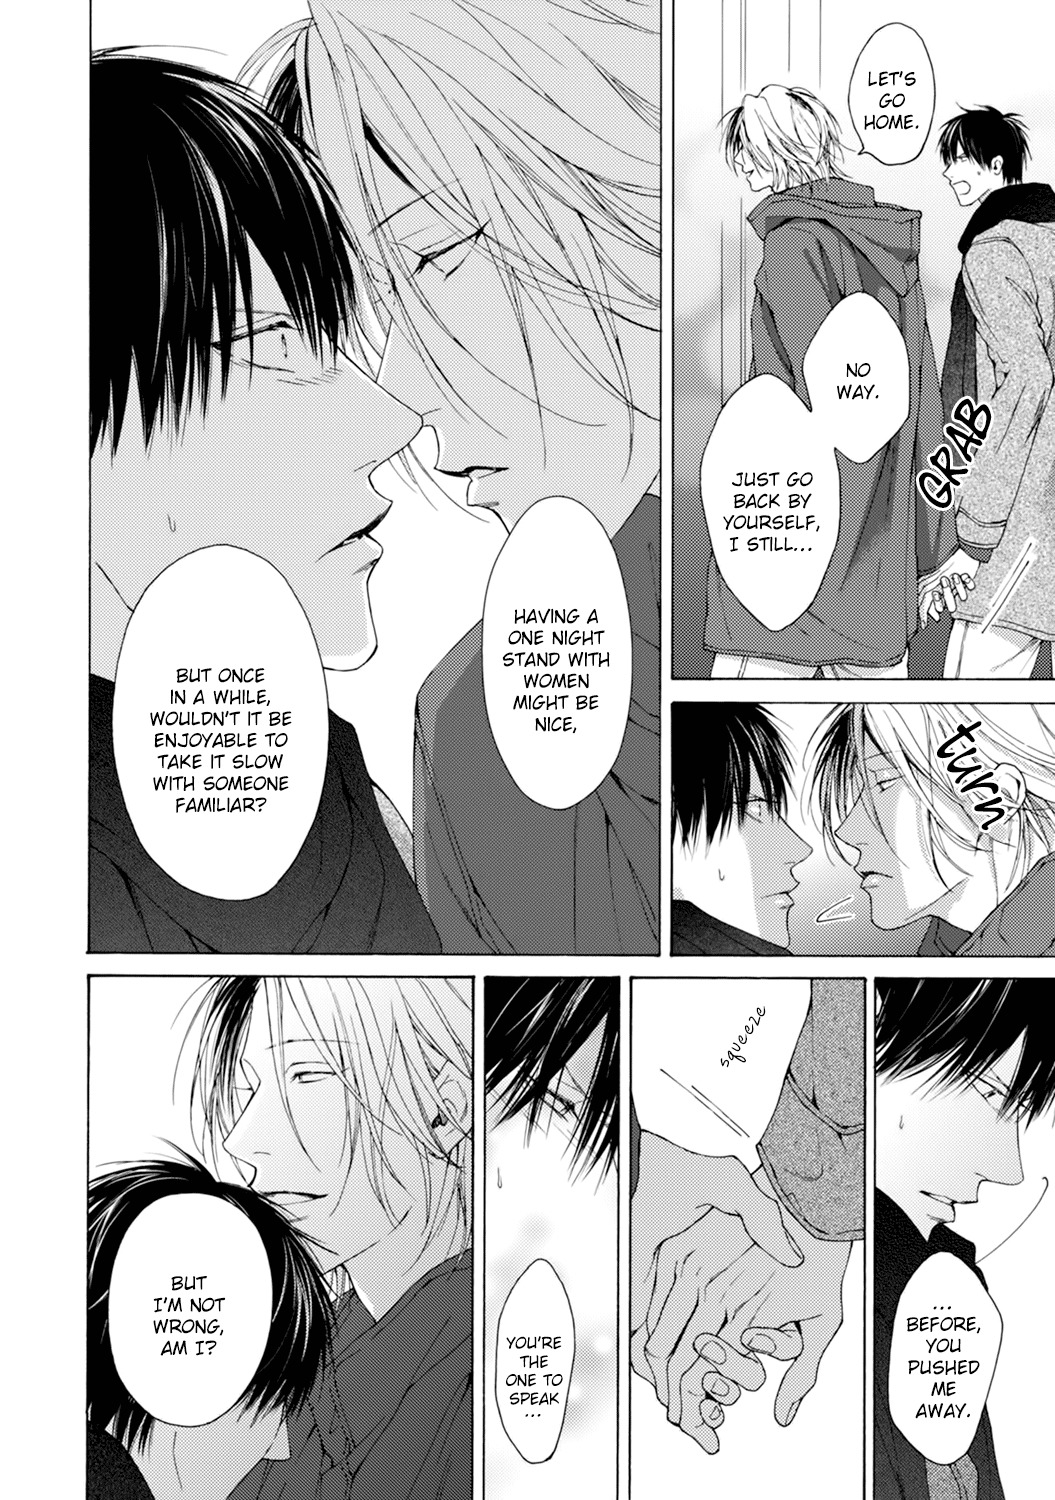 LET'S
GO
HOME.
NO
WAY.
JUST GO
BACK BY
YOURSELF,
I STILL...
GRAB
turn
HAVING A
ONE NIGHT
STAND WITH
WOMEN
MIGHT BE
NICE,
BUT ONCE
IN A WHILE,
WOULDN'T IT BE
ENJOYABLE TO
TAKE IT SLOW
WITH SOMEONE
FAMILIAR?
...
BEFORE,
YOU
PUSHED
ME
AWAY.
squeeze
YOU'RE
THE
ONE TO
SPEAK
...
BUT
I'M NOT
WRONG,
AM I?